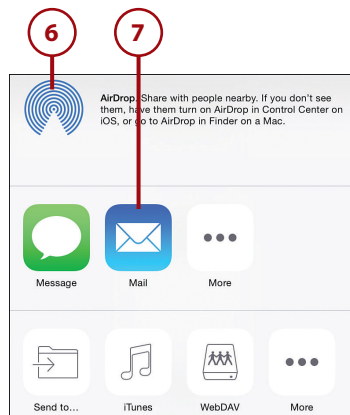 6 7
AirDrop. Share with people nearby. If you don't see
them, have them turn on AirDrop in Control Center on
iOS, or go to AirDrop in Finder on a Mac.
Message Mail More
Send to... iTunes WebDAV More